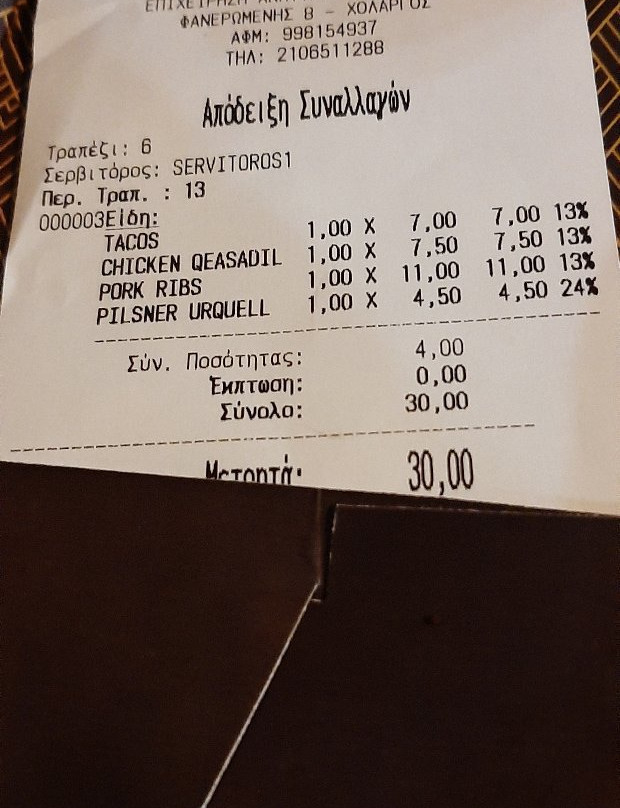 ΦΑΝΕΡΩΜΕΝΗΣ 8 - ΧΟΛΑΡΓΟΣ
ΑΦΜ: 998154937
ΤΗΛ: 2106511288
Απόδειξη Συναλλαγών
Τραπέζι: 6
Σερβιτόρος: SERVITOROS1
Περ. Τραπ. : 13
000003Είδη:
TACOS 1,00 X 7,00 7,00 13%
CHICKEN QEASADIL 1,00 X 7,50 7,50 13%
PORK RIBS 1,00 X 11,00 11,00 13%
PILSNER URQUELL 1,00 X 4,50 4,50 24%
Σύν. Ποσότητας: 4,00
Έκπτωση: 0,00
Σύνολο: 30,00
Μετρητά: 30,00